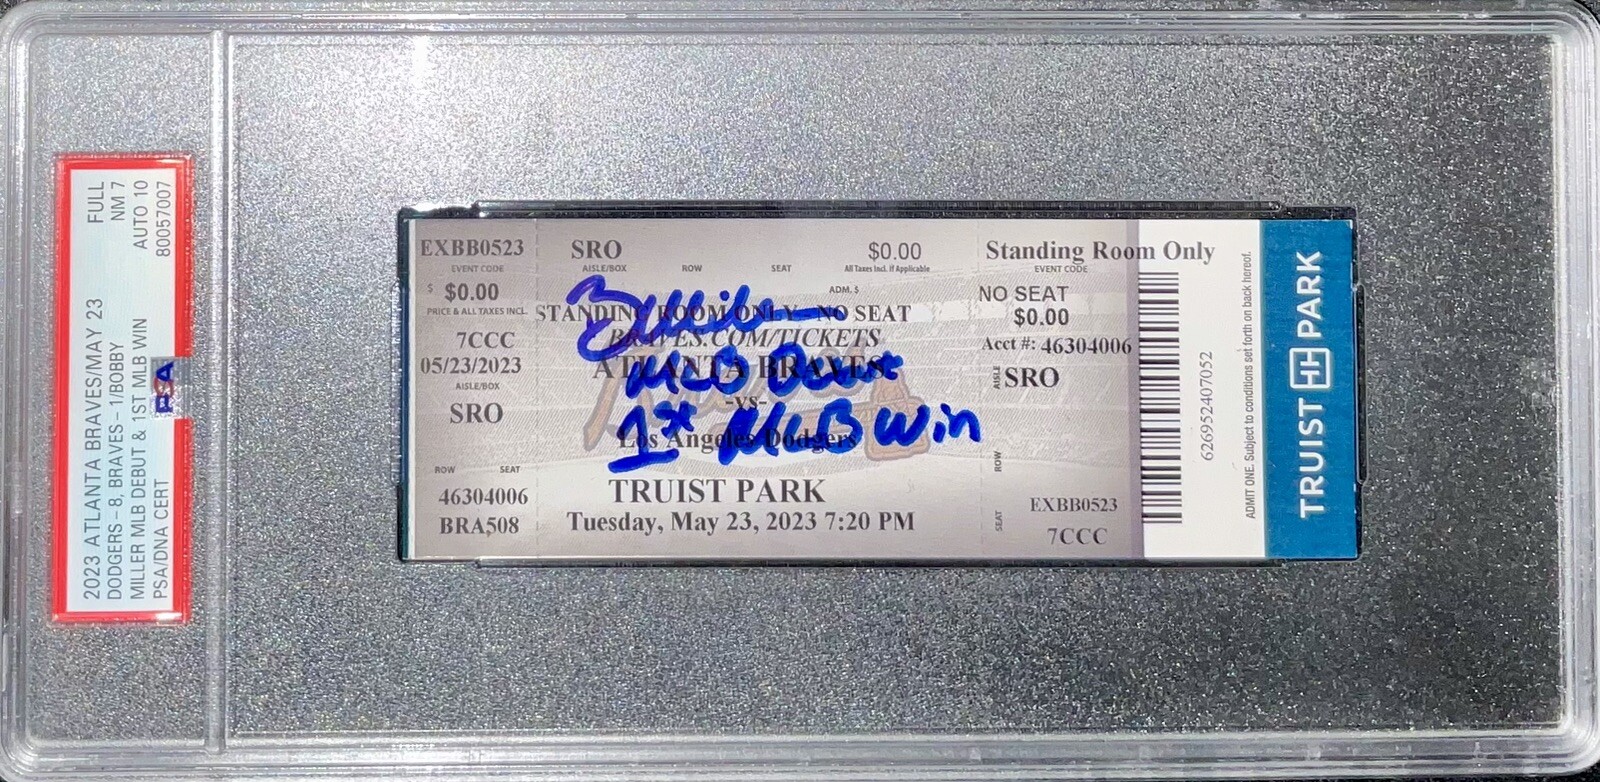 2023 ATLANTA BRAVES/MAY 23 FULL
DODGERS - 8, BRAVES - 1/BOBBY NM 7
MILLER MLB DEBUT & 1ST MLB WIN AUTO 10
PSA/DNA CERT 80057007
PSA
EXBB0523
EVENT CODE
$ $0.00
PRICE & ALL TAXES INCL.
7CCC
05/23/2023
AISLE/BOX
SRO
ROW SEAT
46304006
BRA508
SRO $0.00
AISLE/BOX ROW SEAT All Taxes Incl. if Applicable
ADM. $
STANDING ROOM ONLY - NO SEAT
BRAVES.COM/TICKETS
ATLANTA BRAVES
-vs-
Los Angeles Dodgers
TRUIST PARK
Tuesday, May 23, 2023 7:20 PM
MLB Debut
1st MLB Win
Standing Room Only
EVENT CODE
NO SEAT
$0.00
Acct #: 46304006
AISLE SRO
ROW
SEAT
EXBB0523
7CCC
626952407052
ADMIT ONE. Subject to conditions set forth on back hereof.
TRUIST PARK